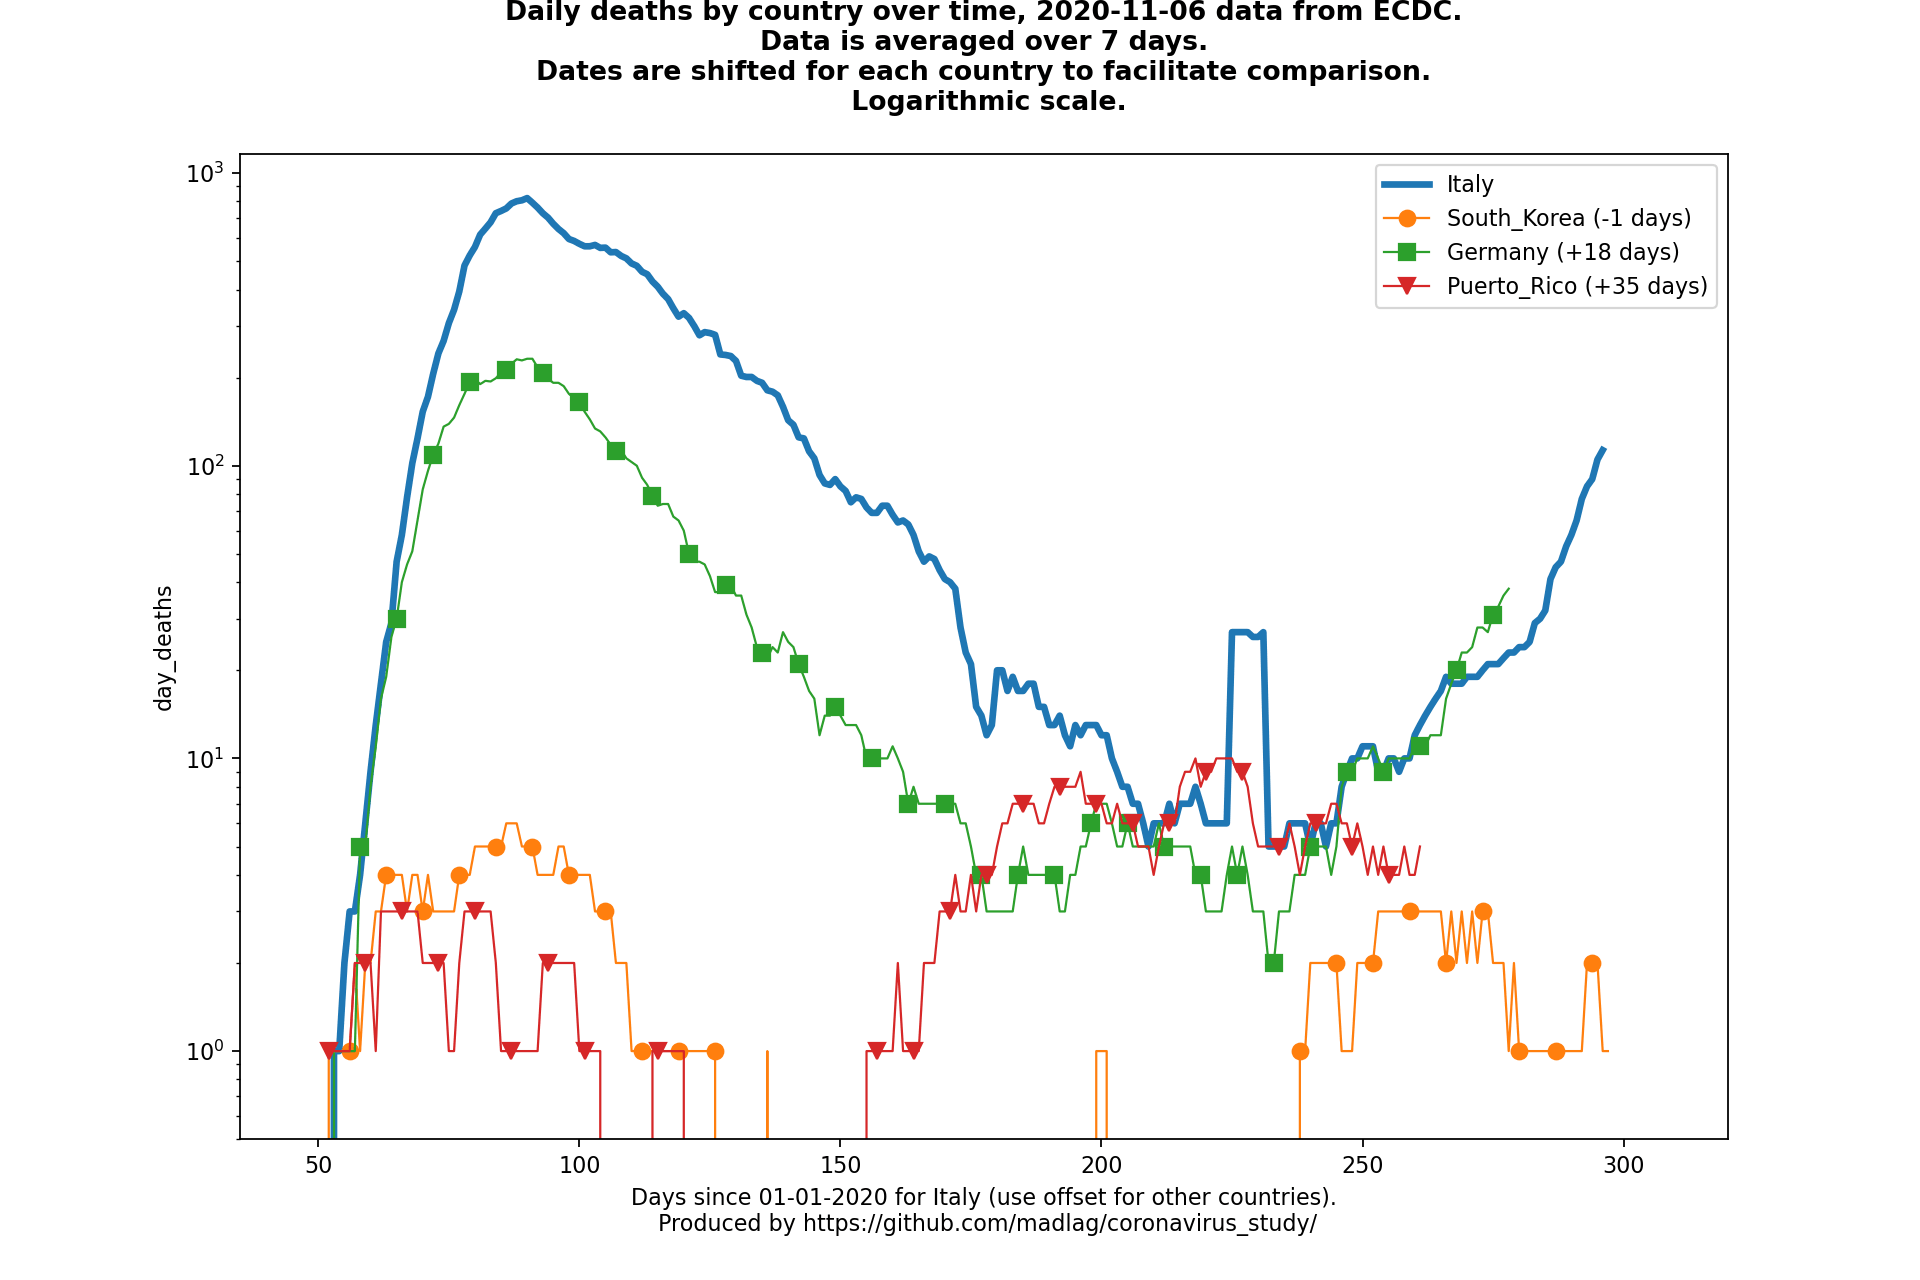 Daily deaths by country over time, 2020-11-06 data from ECDC.
Data is averaged over 7 days.
Dates are shifted for each country to facilitate comparison.
Logarithmic scale.
10³
10²
10¹
10⁰
day_deaths
Italy
South_Korea (-1 days)
Germany (+18 days)
Puerto_Rico (+35 days)
50 100 150 200 250 300
Days since 01-01-2020 for Italy (use offset for other countries).
Produced by https://github.com/madlag/coronavirus_study/